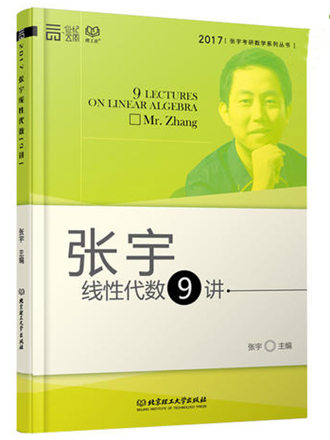 2017[张宇考研数学系列丛书]
9 LECTURES
ON LINEAR ALGEBRA
Mr. Zhang
张宇
线性代数9讲
张宇 主编
北京理工大学出版社
BEIJING INSTITUTE OF TECHNOLOGY PRESS
2017 张宇线性代数9讲
张宇 主编
北京理工大学出版社